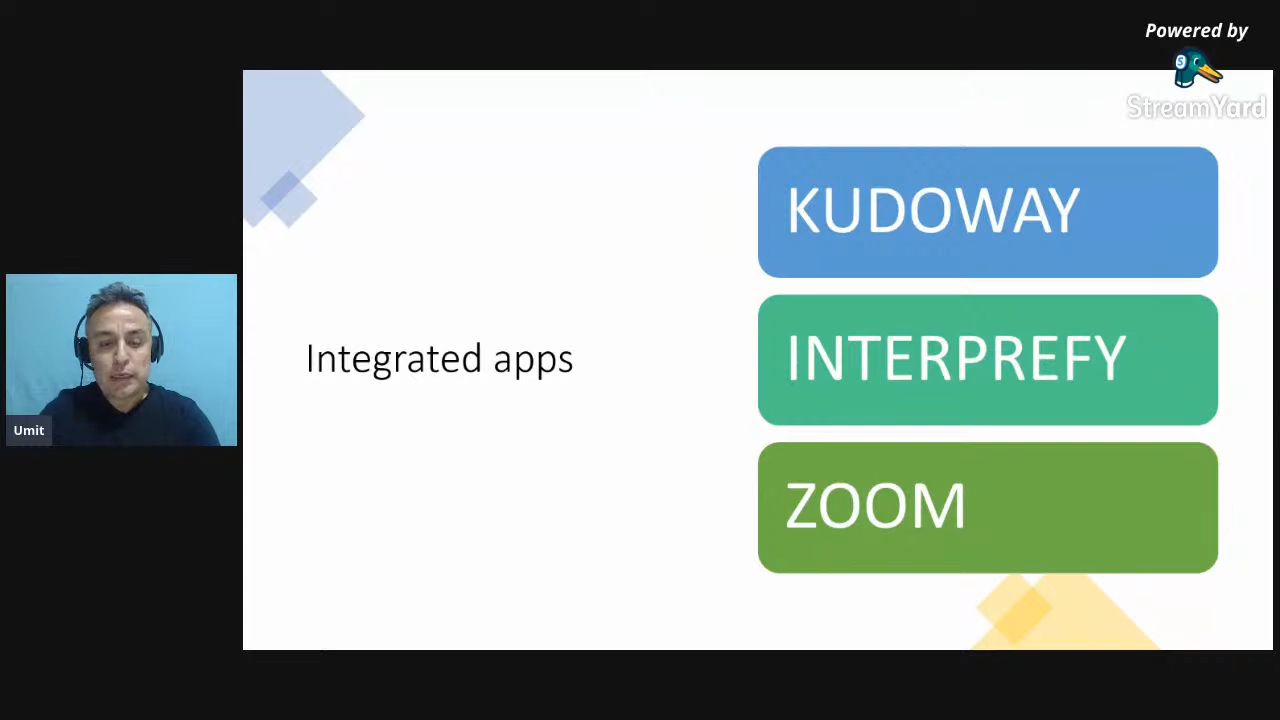 Powered by
StreamYard
KUDOWAY
INTERPREFY
ZOOM
Integrated apps
Umit